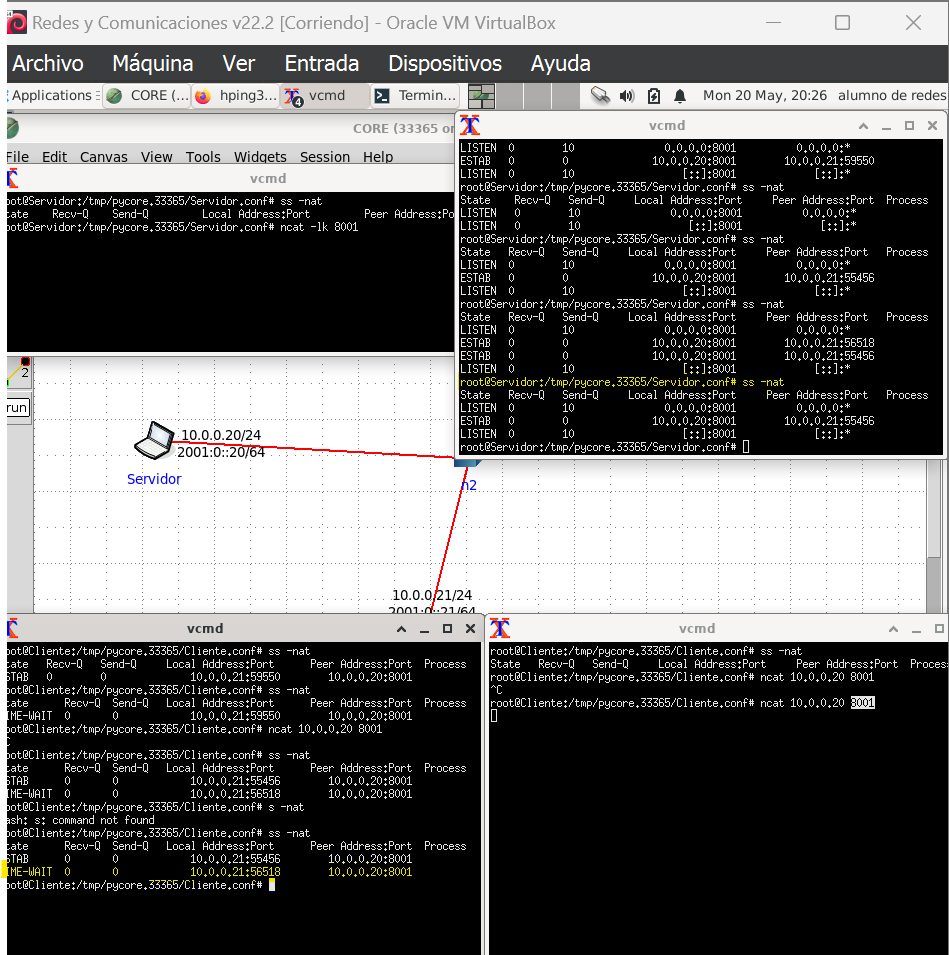 Redes y Comunicaciones v22.2 [Corriendo] - Oracle VM VirtualBox
Archivo Máquina Ver Entrada Dispositivos Ayuda
Applications CORE (... hping3... vcmd Termin... Mon 20 May, 20:26 alumno de redes
CORE (33365 on
File Edit Canvas View Tools Widgets Session Help
vcmd
root@Servidor:/tmp/pycore.33365/Servidor.conf# ss -nat
tate Recv-Q Send-Q Local Address:Port Peer Address:Po
root@Servidor:/tmp/pycore.33365/Servidor.conf# ncat -lk 8001
vcmd
LISTEN 0 10 0.0.0.0:8001 0.0.0.0:*
ESTAB 0 0 10.0.0.20:8001 10.0.0.21:59550
LISTEN 0 10 [::]:8001 [::]:*
root@Servidor:/tmp/pycore.33365/Servidor.conf# ss -nat
State Recv-Q Send-Q Local Address:Port Peer Address:Port Process
LISTEN 0 10 0.0.0.0:8001 0.0.0.0:*
LISTEN 0 10 [::]:8001 [::]:*
root@Servidor:/tmp/pycore.33365/Servidor.conf# ss -nat
State Recv-Q Send-Q Local Address:Port Peer Address:Port Process
LISTEN 0 10 0.0.0.0:8001 0.0.0.0:*
ESTAB 0 0 10.0.0.20:8001 10.0.0.21:55456
LISTEN 0 10 [::]:8001 [::]:*
root@Servidor:/tmp/pycore.33365/Servidor.conf# ss -nat
State Recv-Q Send-Q Local Address:Port Peer Address:Port Process
LISTEN 0 10 0.0.0.0:8001 0.0.0.0:*
ESTAB 0 0 10.0.0.20:8001 10.0.0.21:56518
ESTAB 0 0 10.0.0.20:8001 10.0.0.21:55456
LISTEN 0 10 [::]:8001 [::]:*
root@Servidor:/tmp/pycore.33365/Servidor.conf# ss -nat
State Recv-Q Send-Q Local Address:Port Peer Address:Port Process
LISTEN 0 10 0.0.0.0:8001 0.0.0.0:*
ESTAB 0 0 10.0.0.20:8001 10.0.0.21:55456
LISTEN 0 10 [::]:8001 [::]:*
root@Servidor:/tmp/pycore.33365/Servidor.conf#
2
run
10.0.0.20/24
2001:0::20/64
Servidor
n2
10.0.0.21/24
2001:0::21/64
vcmd
oot@Cliente:/tmp/pycore.33365/Cliente.conf# ss -nat
tate Recv-Q Send-Q Local Address:Port Peer Address:Port Process
STAB 0 0 10.0.0.21:59550 10.0.0.20:8001
oot@Cliente:/tmp/pycore.33365/Cliente.conf# ss -nat
tate Recv-Q Send-Q Local Address:Port Peer Address:Port Process
IME-WAIT 0 0 10.0.0.21:59550 10.0.0.20:8001
oot@Cliente:/tmp/pycore.33365/Cliente.conf# ncat 10.0.0.20 8001
C
oot@Cliente:/tmp/pycore.33365/Cliente.conf# ss -nat
tate Recv-Q Send-Q Local Address:Port Peer Address:Port Process
STAB 0 0 10.0.0.21:55456 10.0.0.20:8001
IME-WAIT 0 0 10.0.0.21:56518 10.0.0.20:8001
oot@Cliente:/tmp/pycore.33365/Cliente.conf# s -nat
ash: s: command not found
oot@Cliente:/tmp/pycore.33365/Cliente.conf# ss -nat
tate Recv-Q Send-Q Local Address:Port Peer Address:Port Process
STAB 0 0 10.0.0.21:55456 10.0.0.20:8001
IME-WAIT 0 0 10.0.0.21:56518 10.0.0.20:8001
oot@Cliente:/tmp/pycore.33365/Cliente.conf#
vcmd
root@Cliente:/tmp/pycore.33365/Cliente.conf# ss -nat
State Recv-Q Send-Q Local Address:Port Peer Address:Port Proces
root@Cliente:/tmp/pycore.33365/Cliente.conf# ncat 10.0.0.20 8001
^C
root@Cliente:/tmp/pycore.33365/Cliente.conf# ncat 10.0.0.20 8001